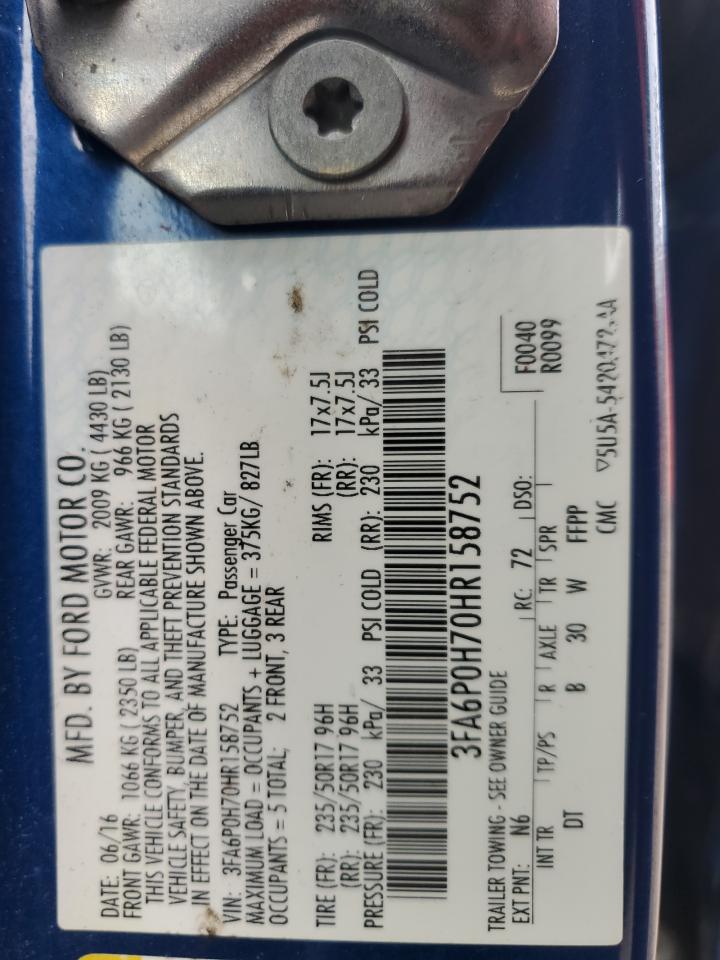 MFD. BY FORD MOTOR CO.
DATE: 06/16 GVWR: 2009 KG ( 4430 LB)
FRONT GAWR: 1066 KG ( 2350 LB) REAR GAWR: 966 KG ( 2130 LB)
THIS VEHICLE CONFORMS TO ALL APPLICABLE FEDERAL MOTOR
VEHICLE SAFETY, BUMPER, AND THEFT PREVENTION STANDARDS
IN EFFECT ON THE DATE OF MANUFACTURE SHOWN ABOVE.
VIN: 3FA6P0H70HR158752 TYPE: Passenger Car
MAXIMUM LOAD = OCCUPANTS + LUGGAGE = 375KG/ 827LB
OCCUPANTS = 5 TOTAL; 2 FRONT, 3 REAR
TIRE (FR): 235/50R17 96H RIMS (FR): 17x7.5J
(RR): 235/50R17 96H (RR): 17x7.5J
PRESSURE (FR): 230 kPa/ 33 PSI COLD (RR): 230 kPa/ 33 PSI COLD
3FA6P0H70HR158752
TRAILER TOWING - SEE OWNER GUIDE
EXT PNT: N6 RC: 72 DSO: F0040
R0099
INT TR TP/PS R AXLE TR SPR
DT B 30 W FFPP
CMC